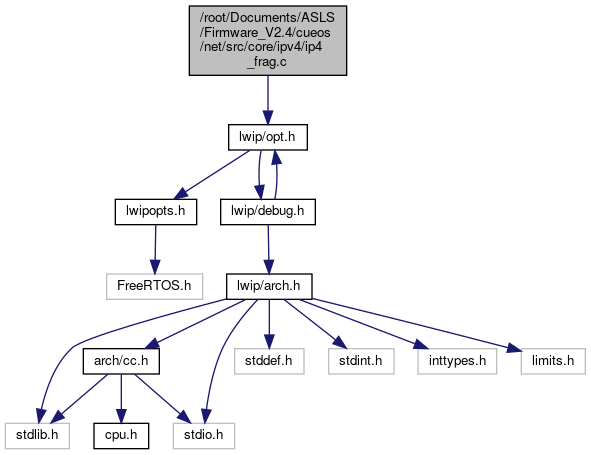 /root/Documents/ASLS
/Firmware_V2.4/cueos
/net/src/core/ipv4/ip4
_frag.c
lwip/opt.h
lwipopts.h
lwip/debug.h
FreeRTOS.h
lwip/arch.h
arch/cc.h
stddef.h
stdint.h
inttypes.h
limits.h
stdlib.h
cpu.h
stdio.h